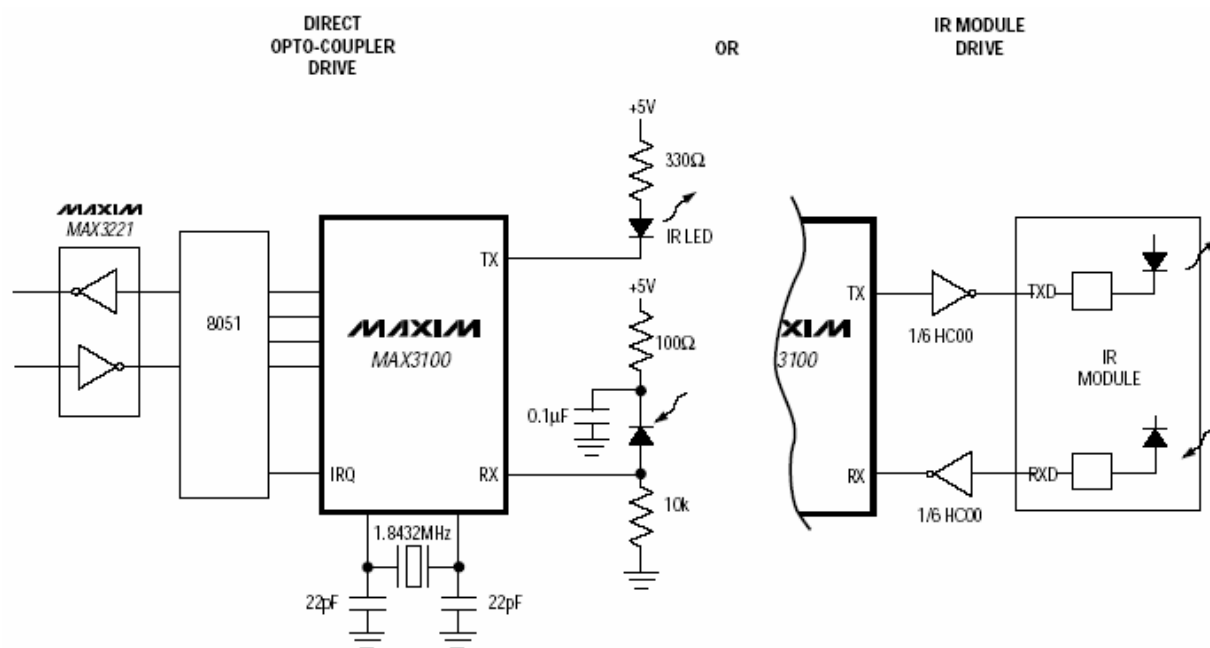 DIRECT
OPTO-COUPLER
DRIVE
OR
IR MODULE
DRIVE
+5V
330Ω
IR LED
MAXIM
MAX3221
8051
TX
MAXIM
MAX3100
IRQ
RX
+5V
100Ω
0.1µF
10k
1.8432MHz
22pF
22pF
TX
XIM
3100
RX
1/6 HC00
1/6 HC00
TXD
IR
MODULE
RXD